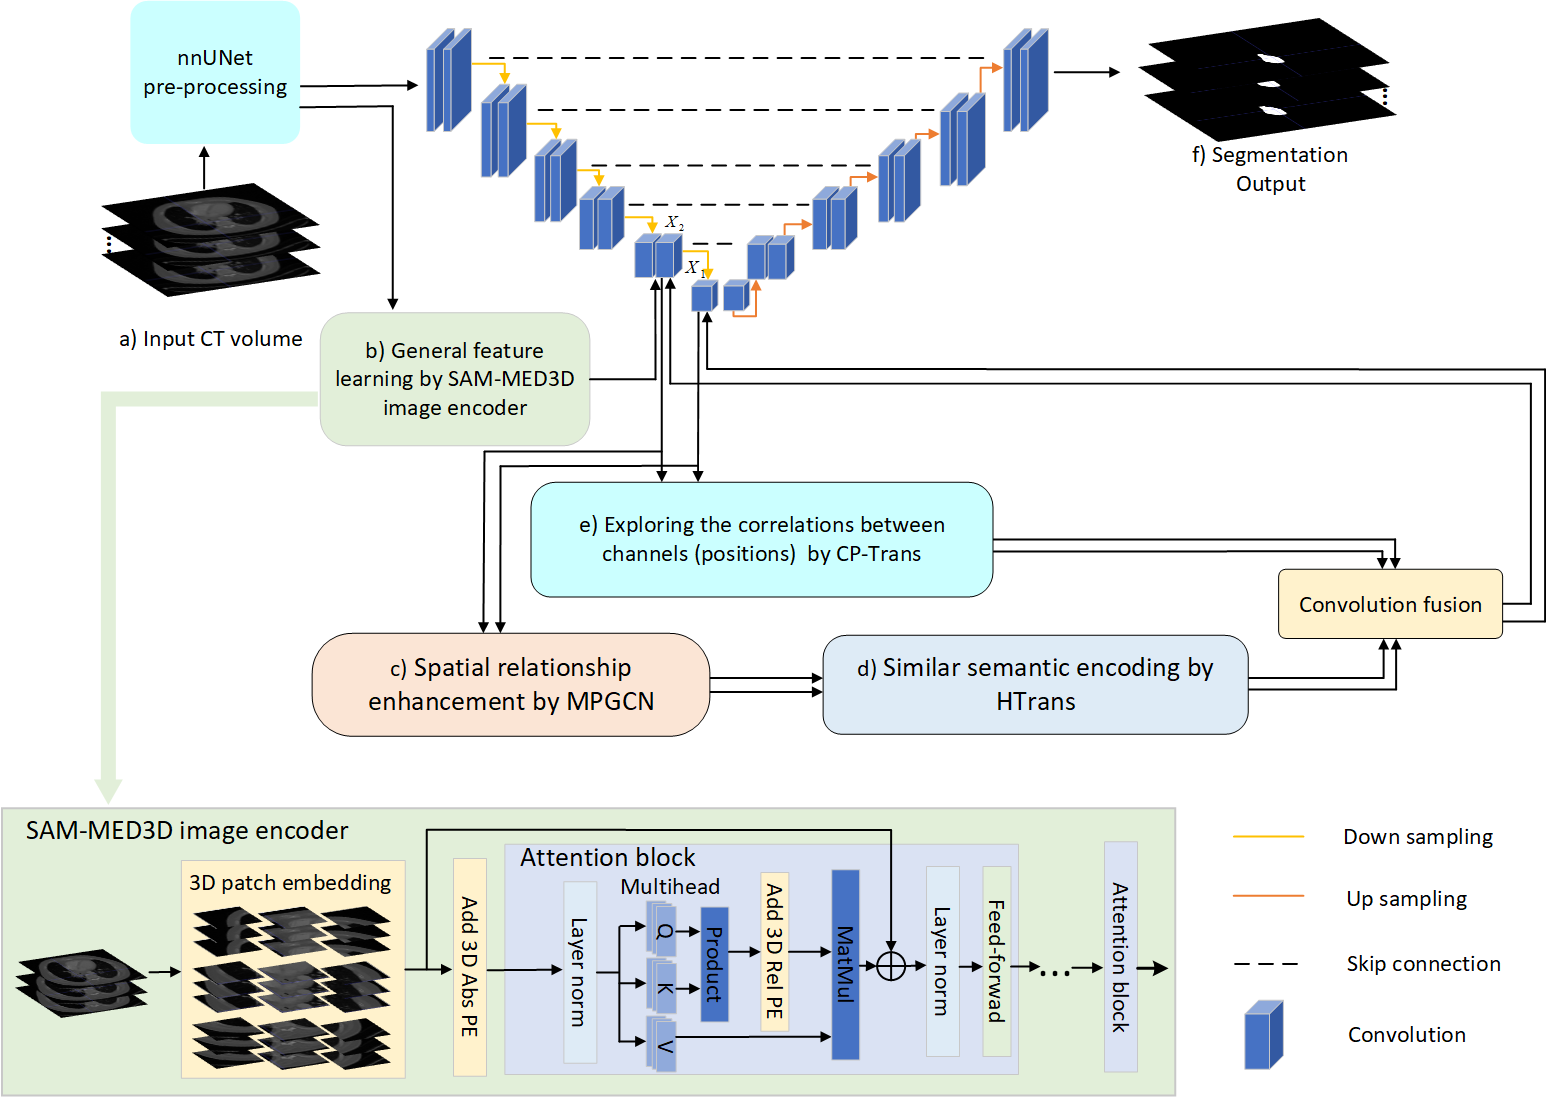 nnUNet
pre-processing
X2
X1
f) Segmentation
Output
a) Input CT volume
b) General feature
learning by SAM-MED3D
image encoder
e) Exploring the correlations between
channels (positions) by CP-Trans
Convolution fusion
c) Spatial relationship
enhancement by MPGCN
d) Similar semantic encoding by
HTrans
SAM-MED3D image encoder
3D patch embedding
Add 3D Abs PE
Attention block
Layer norm
Multihead
Q
K
V
Product
Add 3D Rel PE
MatMul
Layer norm
Feed-forwad
Attention block
Down sampling
Up sampling
Skip connection
Convolution